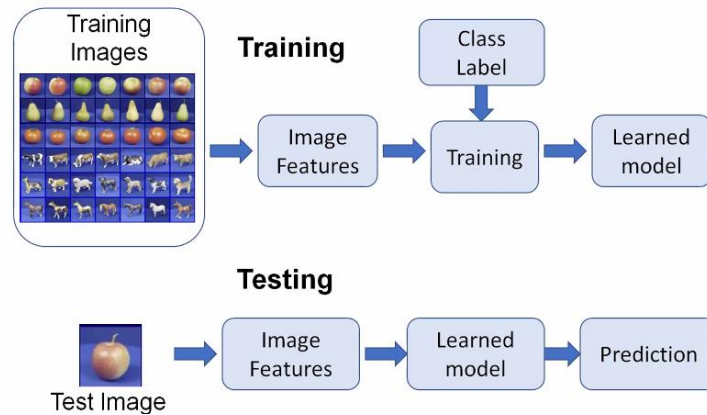 Training
Images
Training
Class
Label
Image
Features
Training
Learned
model
Testing
Image
Features
Learned
model
Prediction
Test Image